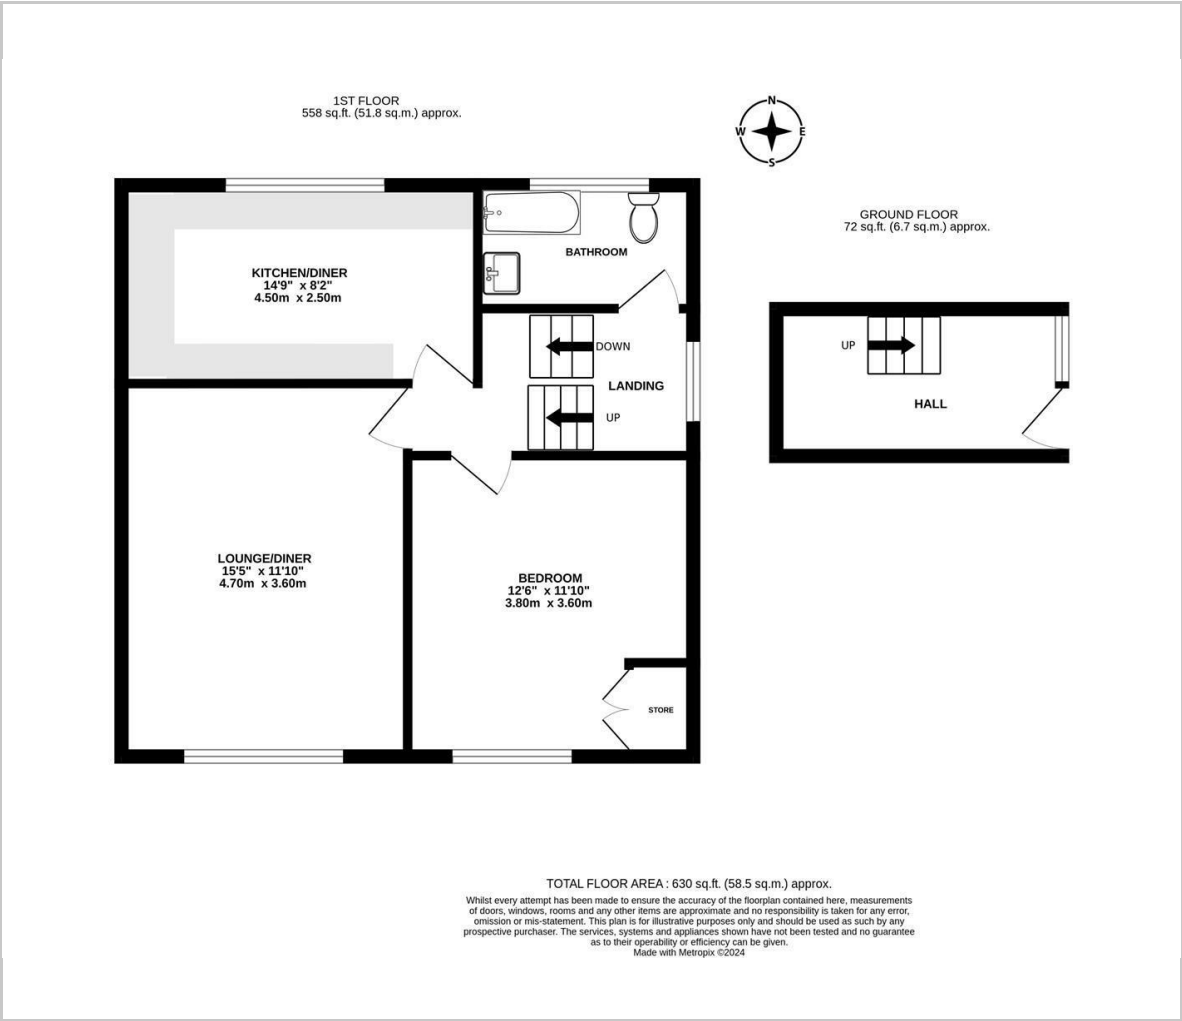 1ST FLOOR
558 sq.ft. (51.8 sq.m.) approx.
N
W E
S
GROUND FLOOR
72 sq.ft. (6.7 sq.m.) approx.
BATHROOM
KITCHEN/DINER
14'9" x 8'2"
4.50m x 2.50m
DOWN
LANDING
UP
UP
HALL
LOUNGE/DINER
15'5" x 11'10"
4.70m x 3.60m
BEDROOM
12'6" x 11'10"
3.80m x 3.60m
STORE
TOTAL FLOOR AREA : 630 sq.ft. (58.5 sq.m.) approx.
Whilst every attempt has been made to ensure the accuracy of the floorplan contained here, measurements
of doors, windows, rooms and any other items are approximate and no responsibility is taken for any error,
omission or mis-statement. This plan is for illustrative purposes only and should be used as such by any
prospective purchaser. The services, systems and appliances shown have not been tested and no guarantee
as to their operability or efficiency can be given.
Made with Metropix ©2024